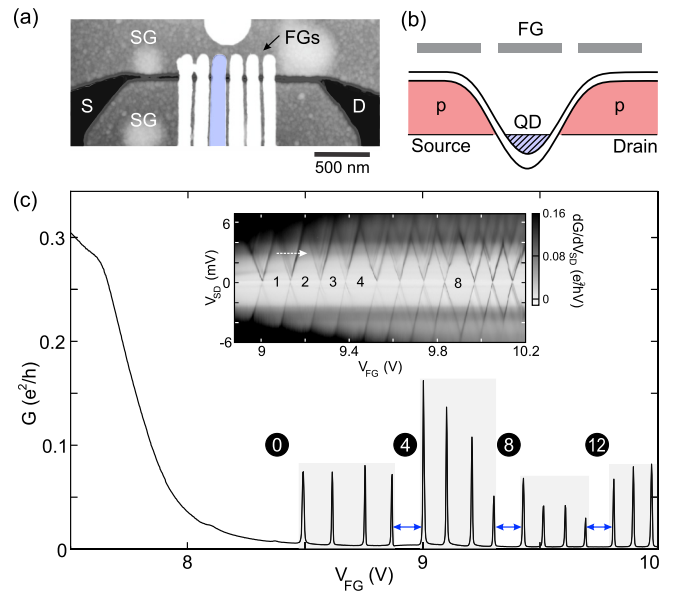 (a)
SG
FGs
S
D
SG
500 nm
(b)
FG
p
QD
p
Source
Drain
(c)
0.3
0.2
0.1
0
G (e²/h)
8
9
10
V_FG (V)
0
4
8
12
6
0
-6
V_SD (mV)
1
2
3
4
8
9
9.4
9.8
10.2
V_FG (V)
0.16
0.08
0
dG/dV_SD (e²/hV)